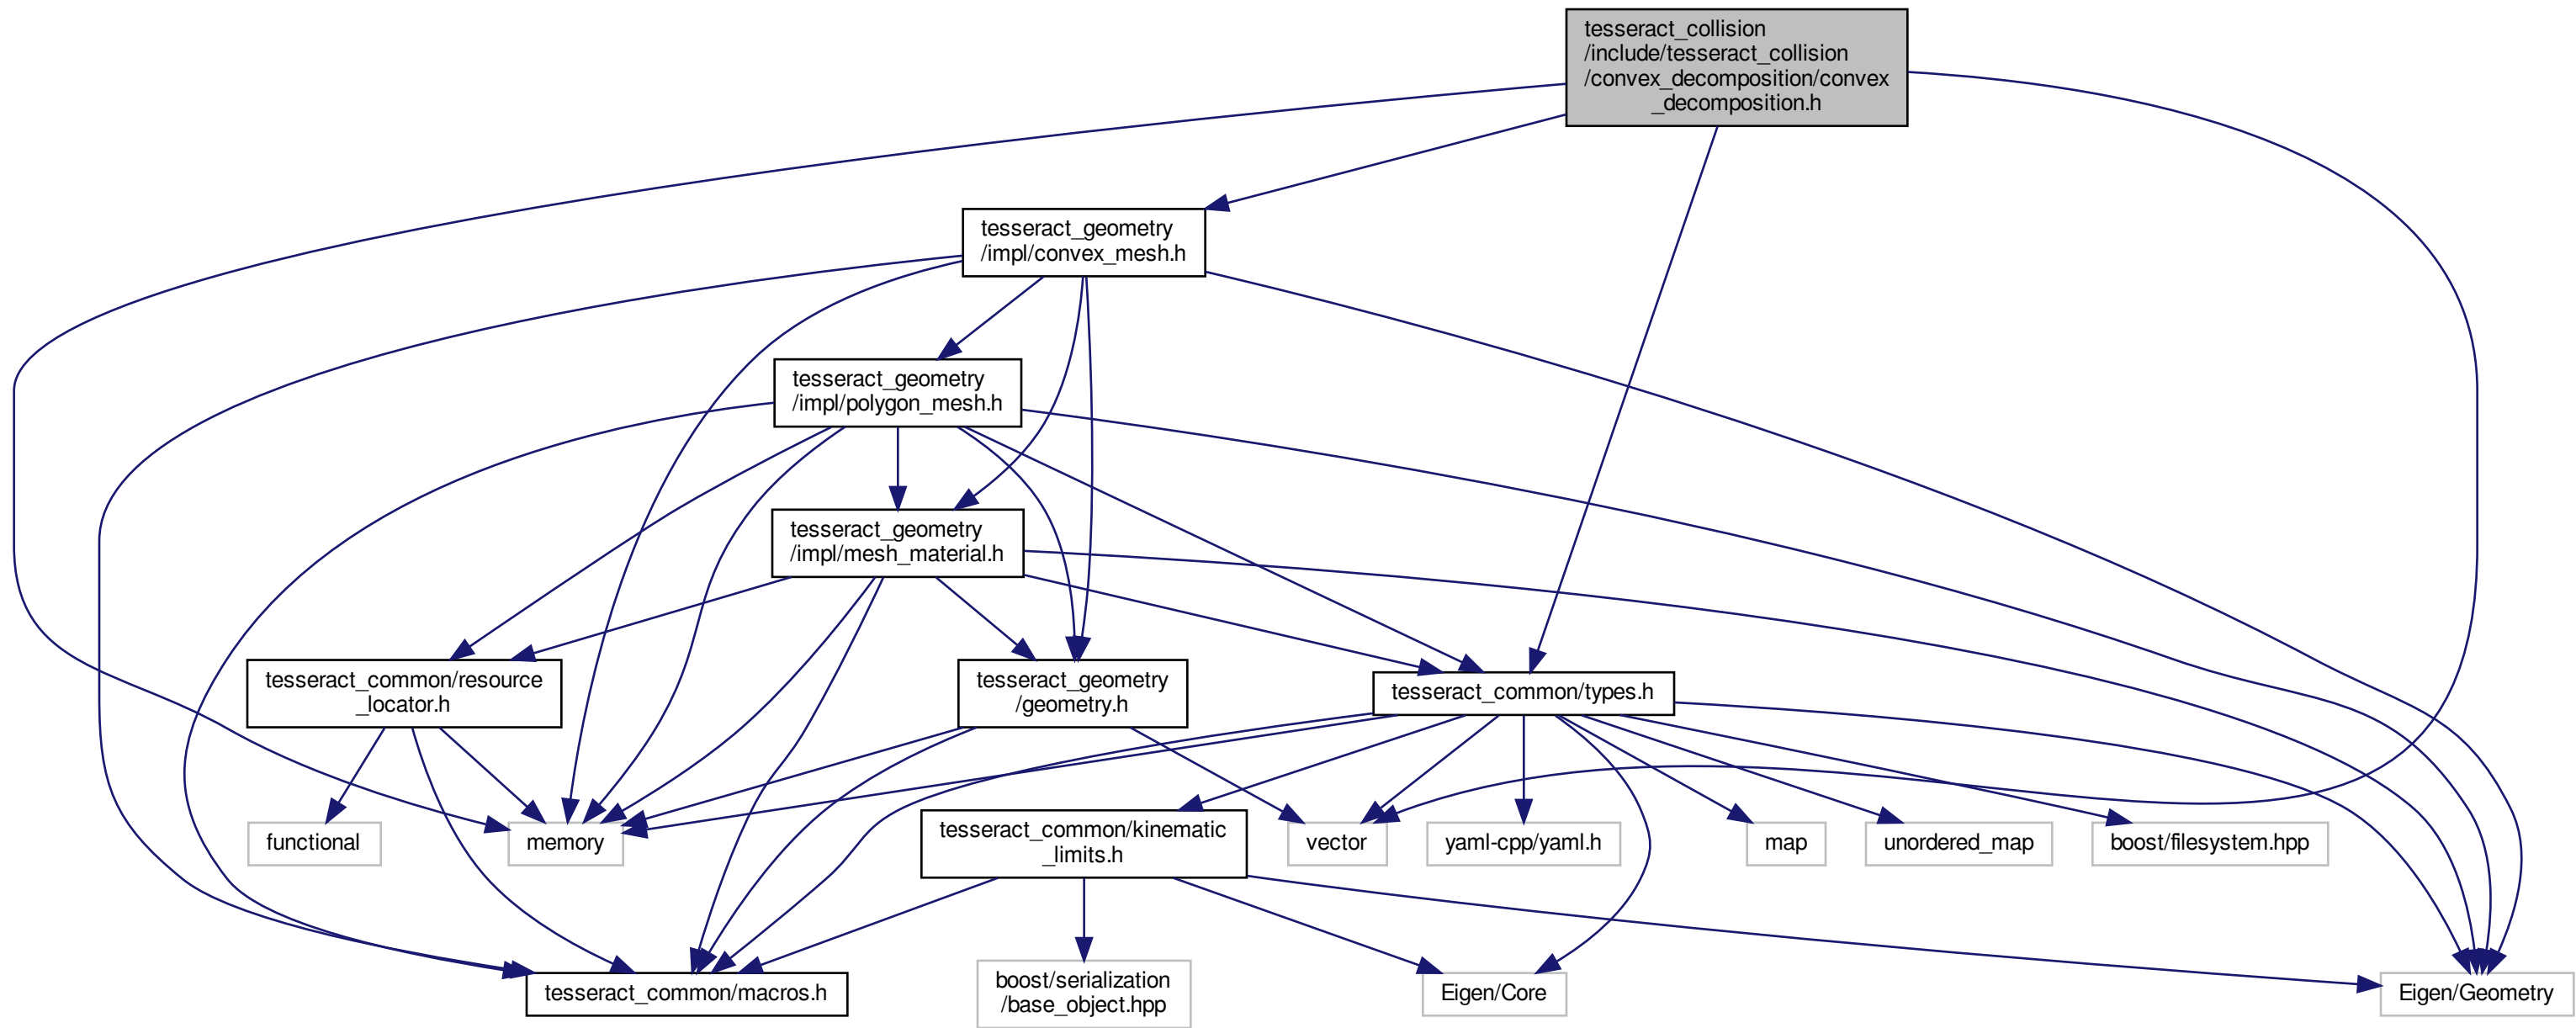 tesseract_collision
/include/tesseract_collision
/convex_decomposition/convex
_decomposition.h
tesseract_geometry
/impl/convex_mesh.h
tesseract_geometry
/impl/polygon_mesh.h
tesseract_geometry
/impl/mesh_material.h
tesseract_common/resource
_locator.h
tesseract_geometry
/geometry.h
tesseract_common/types.h
functional
memory
tesseract_common/kinematic
_limits.h
vector
yaml-cpp/yaml.h
map
unordered_map
boost/filesystem.hpp
tesseract_common/macros.h
boost/serialization
/base_object.hpp
Eigen/Core
Eigen/Geometry